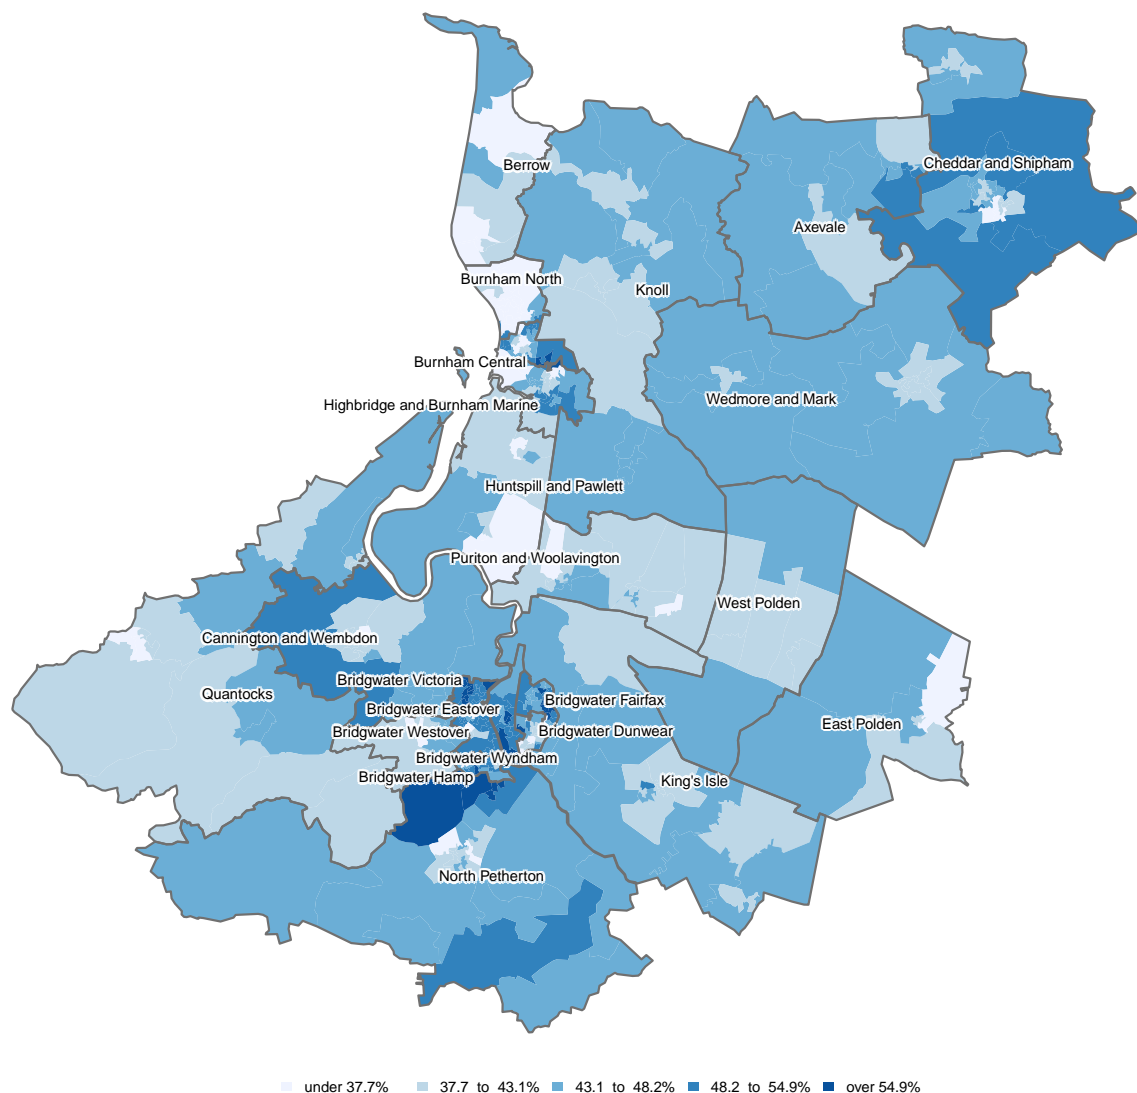 Cheddar and Shipham
Berrow
Axevale
Burnham North
Knoll
Burnham Central
Wedmore and Mark
Highbridge and Burnham Marine
Huntspill and Pawlett
Puriton and Woolavington
West Polden
Cannington and Wembdon
Bridgwater Victoria
Quantocks
Bridgwater Fairfax
Bridgwater Eastover
East Polden
Bridgwater Westover
Bridgwater Dunwear
Bridgwater Wyndham
Bridgwater Hamp
King's Isle
North Petherton
under 37.7%
37.7 to 43.1%
43.1 to 48.2%
48.2 to 54.9%
over 54.9%